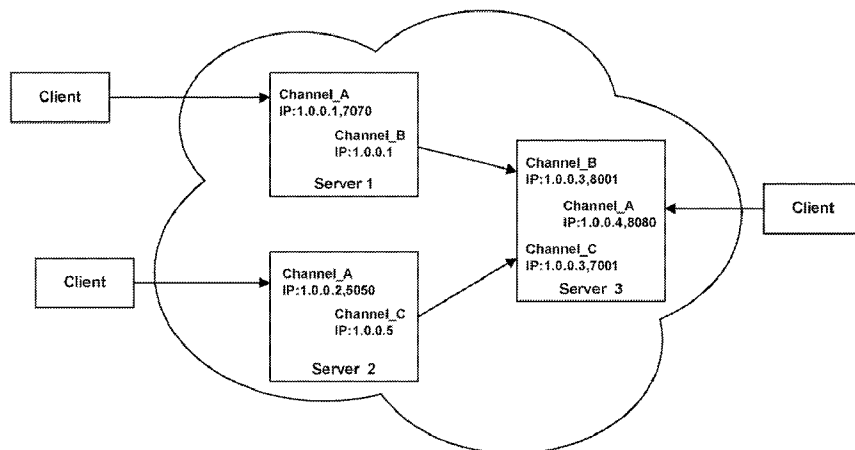 Client
Channel_A
IP:1.0.0.1,7070
Channel_B
IP:1.0.0.1
Server 1
Channel_B
IP:1.0.0.3,8001
Channel_A
IP:1.0.0.4,8080
Channel_C
IP:1.0.0.3,7001
Server 3
Client
Client
Channel_A
IP:1.0.0.2,5050
Channel_C
IP:1.0.0.5
Server 2